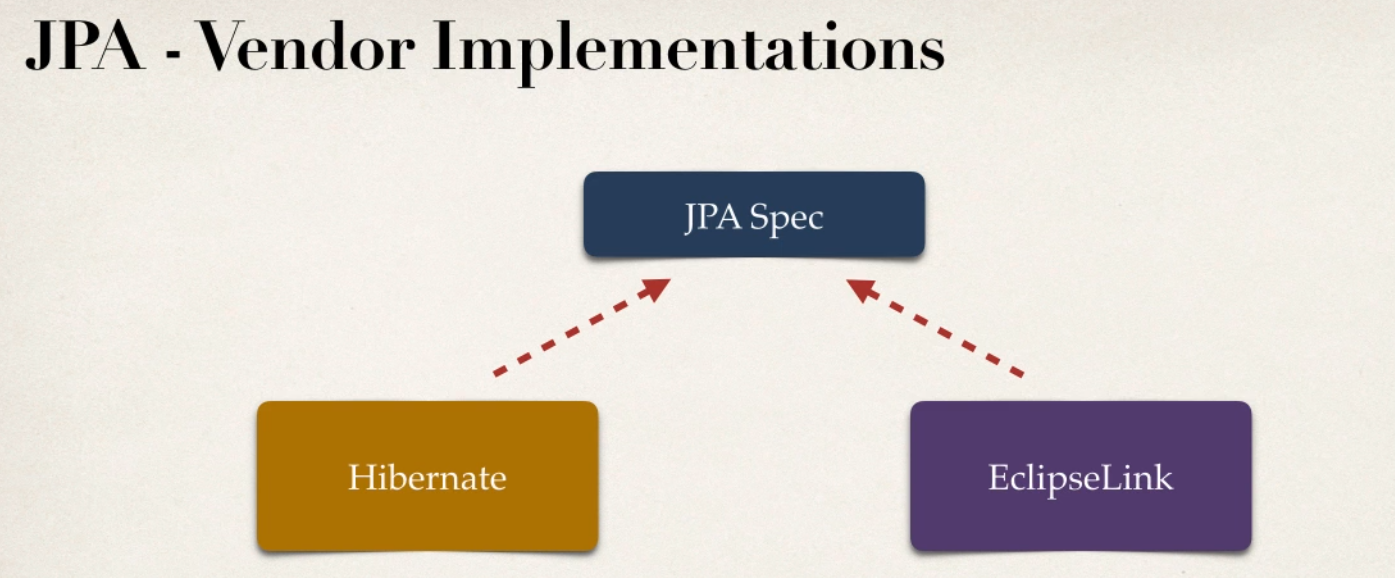 JPA - Vendor Implementations
JPA Spec
Hibernate
EclipseLink